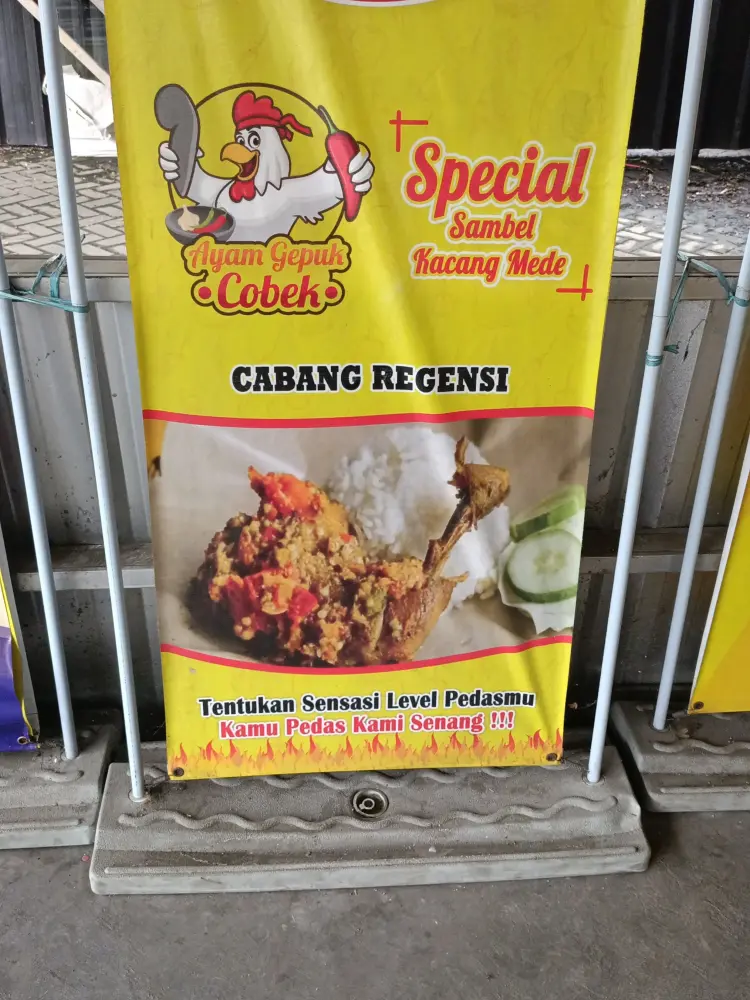 Ayam Gepuk
•Cobek•
Special
Sambel
Kacang Mede
CABANG REGENSI
Tentukan Sensasi Level Pedasmu
Kamu Pedas Kami Senang !!!